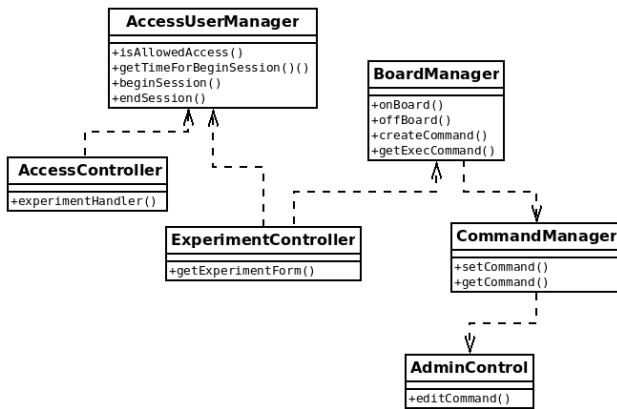 AccessUserManager
+isAllowedAccess()
+getTimeForBeginSession()()
+beginSession()
+endSession()
BoardManager
+onBoard()
+offBoard()
+createCommand()
+getExecCommand()
AccessController
+experimentHandler()
ExperimentController
+getExperimentForm()
CommandManager
+setCommand()
+getCommand()
AdminControl
+editCommand()